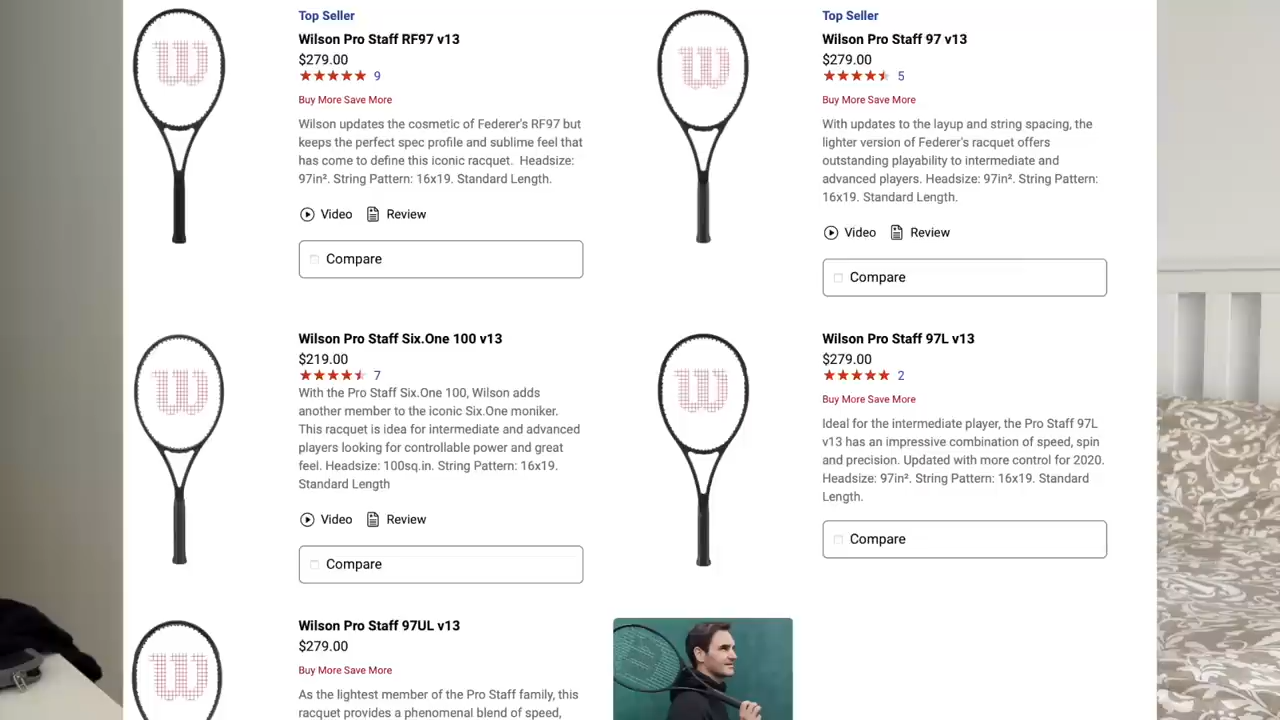 Top Seller
Wilson Pro Staff RF97 v13
$279.00
9
Buy More Save More
Wilson updates the cosmetic of Federer's RF97 but
keeps the perfect spec profile and sublime feel that
has come to define this iconic racquet. Headsize:
97in². String Pattern: 16x19. Standard Length.
Video Review
Compare
Top Seller
Wilson Pro Staff 97 v13
$279.00
5
Buy More Save More
With updates to the layup and string spacing, the
lighter version of Federer's racquet offers
outstanding playability to intermediate and
advanced players. Headsize: 97in². String Pattern:
16x19. Standard Length.
Video Review
Compare
Wilson Pro Staff Six.One 100 v13
$219.00
7
With the Pro Staff Six.One 100, Wilson adds
another member to the iconic Six.One moniker.
This racquet is idea for intermediate and advanced
players looking for controllable power and great
feel. Headsize: 100sq.in. String Pattern: 16x19.
Standard Length
Video Review
Compare
Wilson Pro Staff 97L v13
$279.00
2
Buy More Save More
Ideal for the intermediate player, the Pro Staff 97L
v13 has an impressive combination of speed, spin
and precision. Updated with more control for 2020.
Headsize: 97in². String Pattern: 16x19. Standard
Length.
Compare
Wilson Pro Staff 97UL v13
$279.00
Buy More Save More
As the lightest member of the Pro Staff family, this
racquet provides a phenomenal blend of speed,